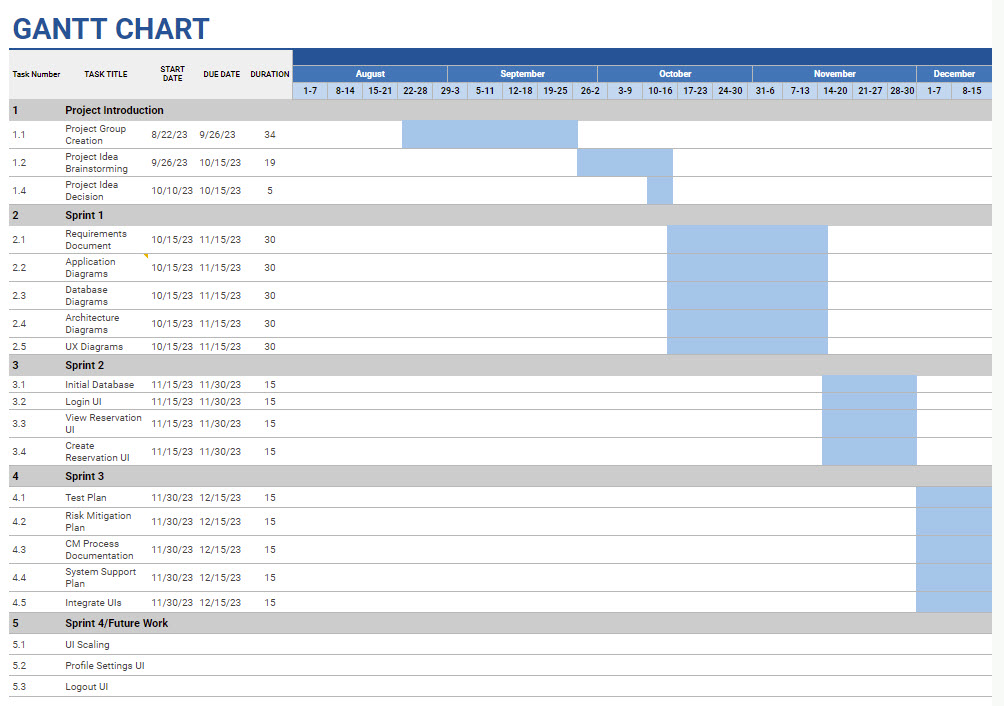 GANTT CHART
Task Number TASK TITLE START DATE DUE DATE DURATION
August September October November December
1-7 8-14 15-21 22-28 29-3 5-11 12-18 19-25 26-2 3-9 10-16 17-23 24-30 31-6 7-13 14-20 21-27 28-30 1-7 8-15
1 Project Introduction
1.1 Project Group Creation 8/22/23 9/26/23 34
1.2 Project Idea Brainstorming 9/26/23 10/15/23 19
1.4 Project Idea Decision 10/10/23 10/15/23 5
2 Sprint 1
2.1 Requirements Document 10/15/23 11/15/23 30
2.2 Application Diagrams 10/15/23 11/15/23 30
2.3 Database Diagrams 10/15/23 11/15/23 30
2.4 Architecture Diagrams 10/15/23 11/15/23 30
2.5 UX Diagrams 10/15/23 11/15/23 30
3 Sprint 2
3.1 Initial Database 11/15/23 11/30/23 15
3.2 Login UI 11/15/23 11/30/23 15
3.3 View Reservation UI 11/15/23 11/30/23 15
3.4 Create Reservation UI 11/15/23 11/30/23 15
4 Sprint 3
4.1 Test Plan 11/30/23 12/15/23 15
4.2 Risk Mitigation Plan 11/30/23 12/15/23 15
4.3 CM Process Documentation 11/30/23 12/15/23 15
4.4 System Support Plan 11/30/23 12/15/23 15
4.5 Integrate UIs 11/30/23 12/15/23 15
5 Sprint 4/Future Work
5.1 UI Scaling
5.2 Profile Settings UI
5.3 Logout UI